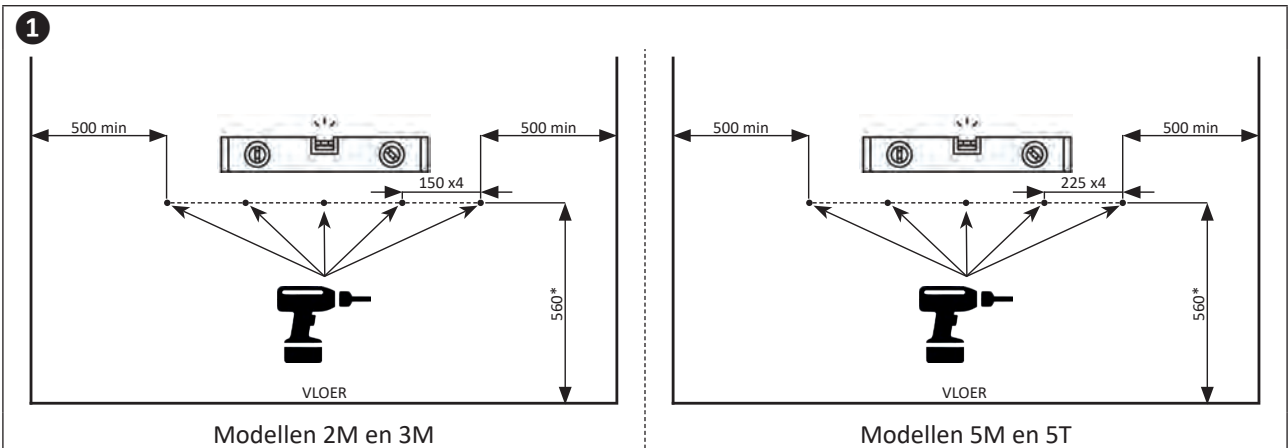 1
500 min
500 min
150 x4
560*
VLOER
Modellen 2M en 3M
500 min
500 min
225 x4
560*
VLOER
Modellen 5M en 5T